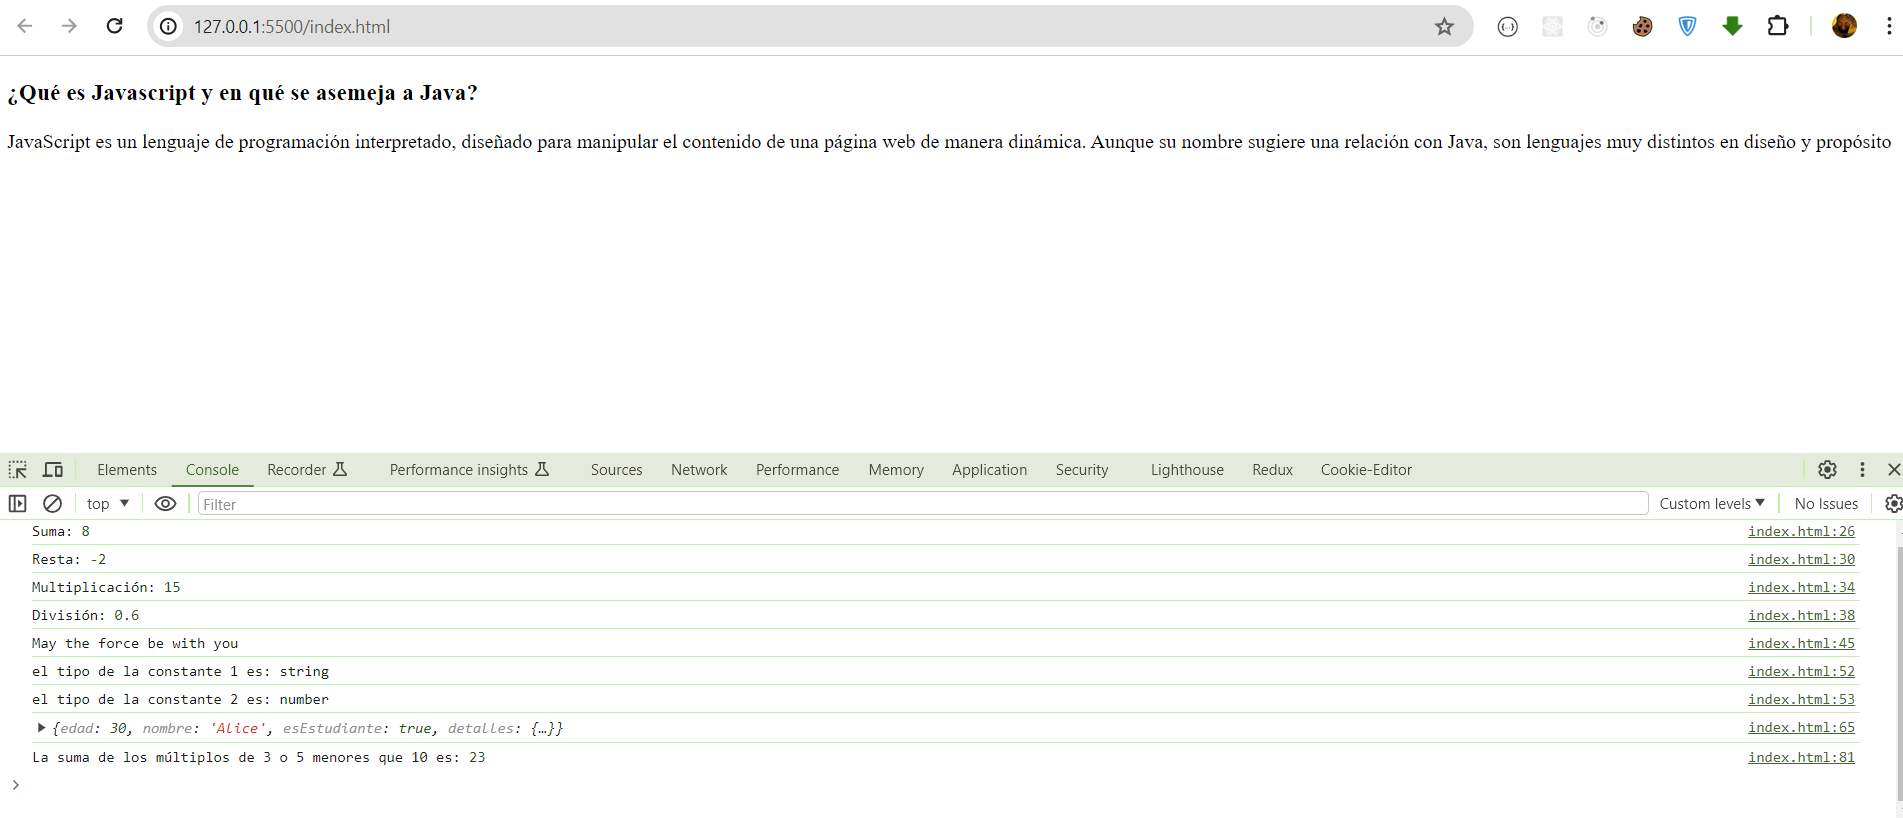 127.0.0.1:5500/index.html
¿Qué es Javascript y en qué se asemeja a Java?
JavaScript es un lenguaje de programación interpretado, diseñado para manipular el contenido de una página web de manera dinámica. Aunque su nombre sugiere una relación con Java, son lenguajes muy distintos en diseño y propósito
Elements Console Recorder Performance insights Sources Network Performance Memory Application Security Lighthouse Redux Cookie-Editor
top Filter Custom levels No Issues
Suma: 8 index.html:26
Resta: -2 index.html:30
Multiplicación: 15 index.html:34
División: 0.6 index.html:38
May the force be with you index.html:45
el tipo de la constante 1 es: string index.html:52
el tipo de la constante 2 es: number index.html:53
{edad: 30, nombre: 'Alice', esEstudiante: true, detalles: {…}} index.html:65
La suma de los múltiplos de 3 o 5 menores que 10 es: 23 index.html:81